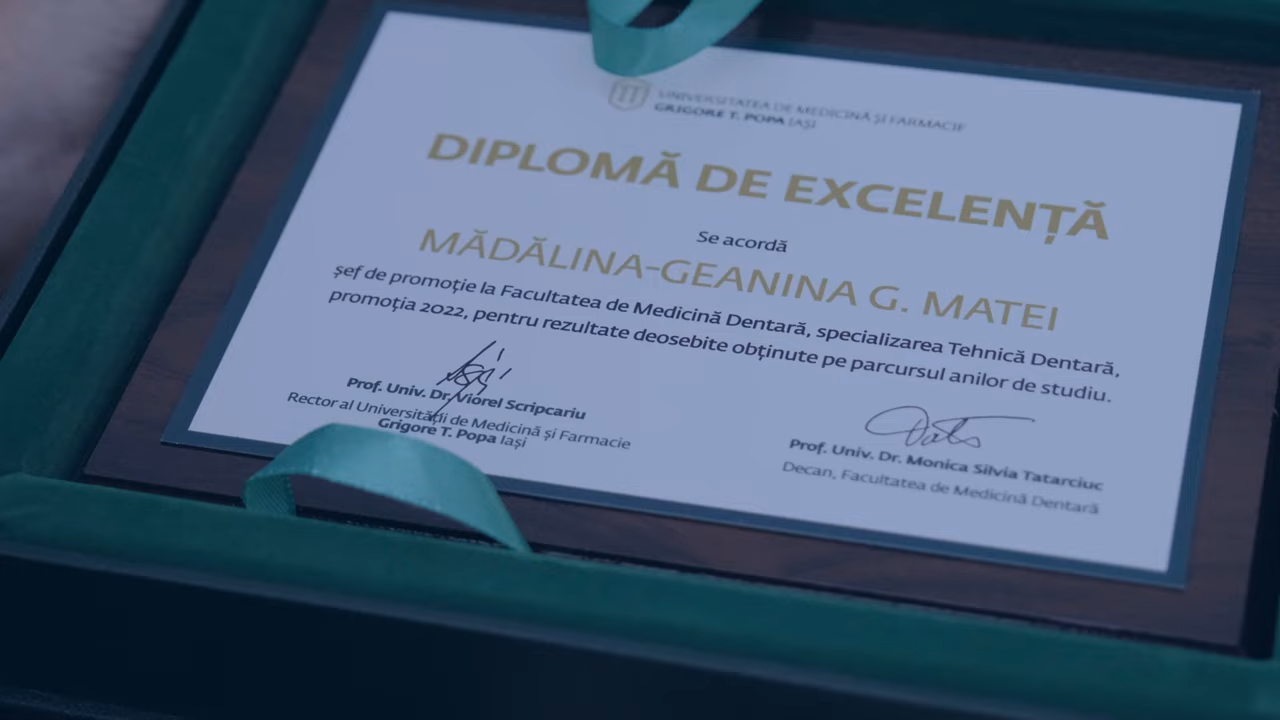 UNIVERSITATEA DE MEDICINĂ ȘI FARMACIE
GRIGORE T. POPA IAȘI
DIPLOMĂ DE EXCELENȚĂ
Se acordă
MĂDĂLINA-GEANINA G. MATEI
șef de promoție la Facultatea de Medicină Dentară, specializarea Tehnică Dentară,
promoția 2022, pentru rezultate deosebite obținute pe parcursul anilor de studiu.
Prof. Univ. Dr. Viorel Scripcariu
Rector al Universității de Medicină și Farmacie
Grigore T. Popa Iași
Prof. Univ. Dr. Monica Silvia Tatarciuc
Decan, Facultatea de Medicină Dentară